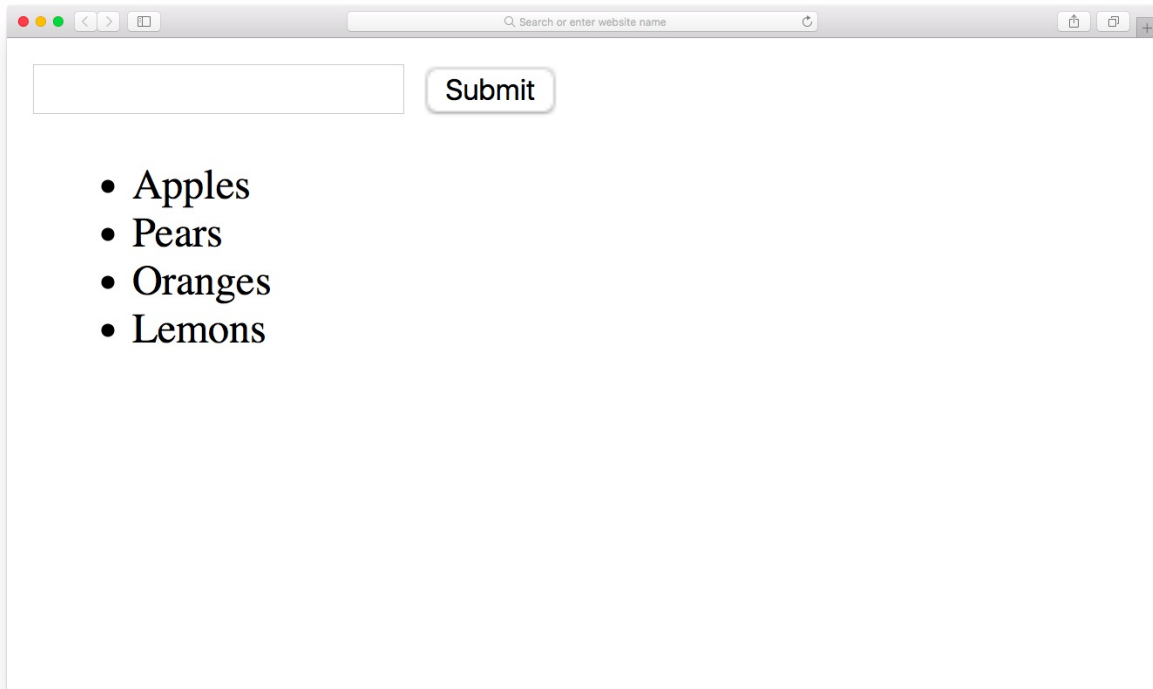 Search or enter website name
Submit
Apples
Pears
Oranges
Lemons